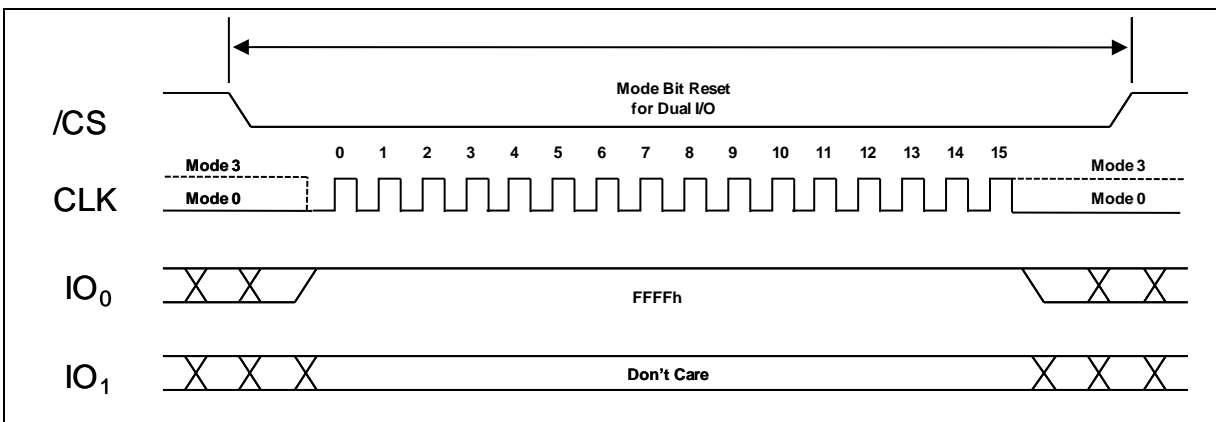 Mode Bit Reset
for Dual I/O
/CS
0 1 2 3 4 5 6 7 8 9 10 11 12 13 14 15
Mode 3 Mode 3
CLK Mode 0 Mode 0
IO₀ FFFFh
IO₁ Don't Care